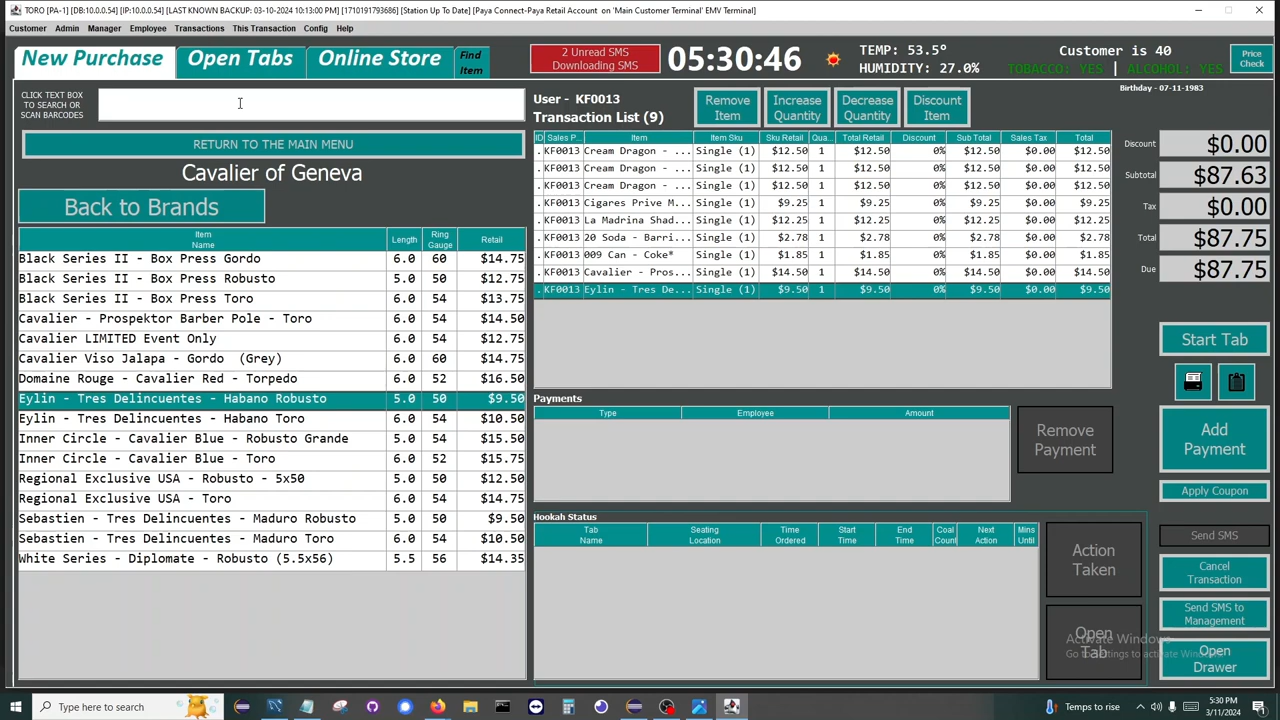 TORO [PA-1] [DB:10.0.0.54] [IP:10.0.0.54] [LAST KNOWN BACKUP: 03-10-2024 10:13:00 PM] [1710191793686] [Station Up To Date] [Paya Connect-Paya Retail Account on 'Main Customer Terminal' EMV Terminal]
Customer Admin Manager Employee Transactions This Transaction Config Help
New Purchase
Open Tabs
Online Store
Find
Item
2 Unread SMS
Downloading SMS
05:30:46
TEMP: 53.5°
HUMIDITY: 27.0%
Customer is 40
TOBACCO: YES | ALCOHOL: YES
Price
Check
Birthday - 07-11-1983
CLICK TEXT BOX
TO SEARCH OR
SCAN BARCODES
RETURN TO THE MAIN MENU
Cavalier of Geneva
Back to Brands
Item Name Length Ring Gauge Retail
Black Series II - Box Press Gordo 6.0 60 $14.75
Black Series II - Box Press Robusto 5.0 50 $12.75
Black Series II - Box Press Toro 6.0 54 $13.75
Cavalier - Prospektor Barber Pole - Toro 6.0 54 $14.50
Cavalier LIMITED Event Only 6.0 54 $12.75
Cavalier Viso Jalapa - Gordo (Grey) 6.0 60 $14.75
Domaine Rouge - Cavalier Red - Torpedo 6.0 52 $16.50
Eylin - Tres Delincuentes - Habano Robusto 5.0 50 $9.50
Eylin - Tres Delincuentes - Habano Toro 6.0 54 $10.50
Inner Circle - Cavalier Blue - Robusto Grande 5.0 54 $15.50
Inner Circle - Cavalier Blue - Toro 6.0 52 $15.50
Regional Exclusive USA - Robusto - 5x50 5.0 50 $12.50
Regional Exclusive USA - Toro 6.0 54 $14.75
Sebastien - Tres Delincuentes - Maduro Robusto 5.0 50 $9.50
Sebastien - Tres Delincuentes - Maduro Toro 6.0 54 $10.50
White Series - Diplomate - Robusto (5.5x56) 5.5 56 $14.35
User - KF0013
Transaction List (9)
Remove
Item
Increase
Quantity
Decrease
Quantity
Discount
Item
ID Sales P... Item Item Sku Sku Retail Qua... Total Retail Discount Sub Total Sales Tax Total
. KF0013 Cream Dragon - ... Single (1) $12.50 1 $12.50 0% $12.50 $0.00 $12.50
. KF0013 Cream Dragon - ... Single (1) $12.50 1 $12.50 0% $12.50 $0.00 $12.50
. KF0013 Cream Dragon - ... Single (1) $12.50 1 $12.50 0% $12.50 $0.00 $12.50
. KF0013 Cigares Prive M... Single (1) $9.25 1 $9.25 0% $9.25 $0.00 $9.25
. KF0013 La Madrina Shad... Single (1) $12.25 1 $12.25 0% $12.25 $0.00 $12.25
. KF0013 20 Soda - Barri... Single (1) $2.78 1 $2.78 0% $2.78 $0.00 $2.78
. KF0013 009 Can - Coke* Single (1) $1.85 1 $1.85 0% $1.85 $0.00 $1.85
. KF0013 Cavalier - Pros... Single (1) $14.50 1 $14.50 0% $14.50 $0.00 $14.50
. KF0013 Eylin - Tres De... Single (1) $9.50 1 $9.50 0% $9.50 $0.00 $9.50
Discount $0.00
Subtotal $87.63
Tax $0.00
Total $87.75
Due $87.75
Start Tab
Payments
Type Employee Amount
Remove
Payment
Add
Payment
Apply Coupon
Hookah Status
Tab Name Seating Location Time Ordered Start Time End Time Coal Count Next Action Mins Until
Action
Taken
Open
Tab
Send SMS
Cancel
Transaction
Send SMS to
Management
Open
Drawer
Activate Windows
Go to Settings to activate Windows.
Type here to search
Temps to rise
5:30 PM
3/11/2024